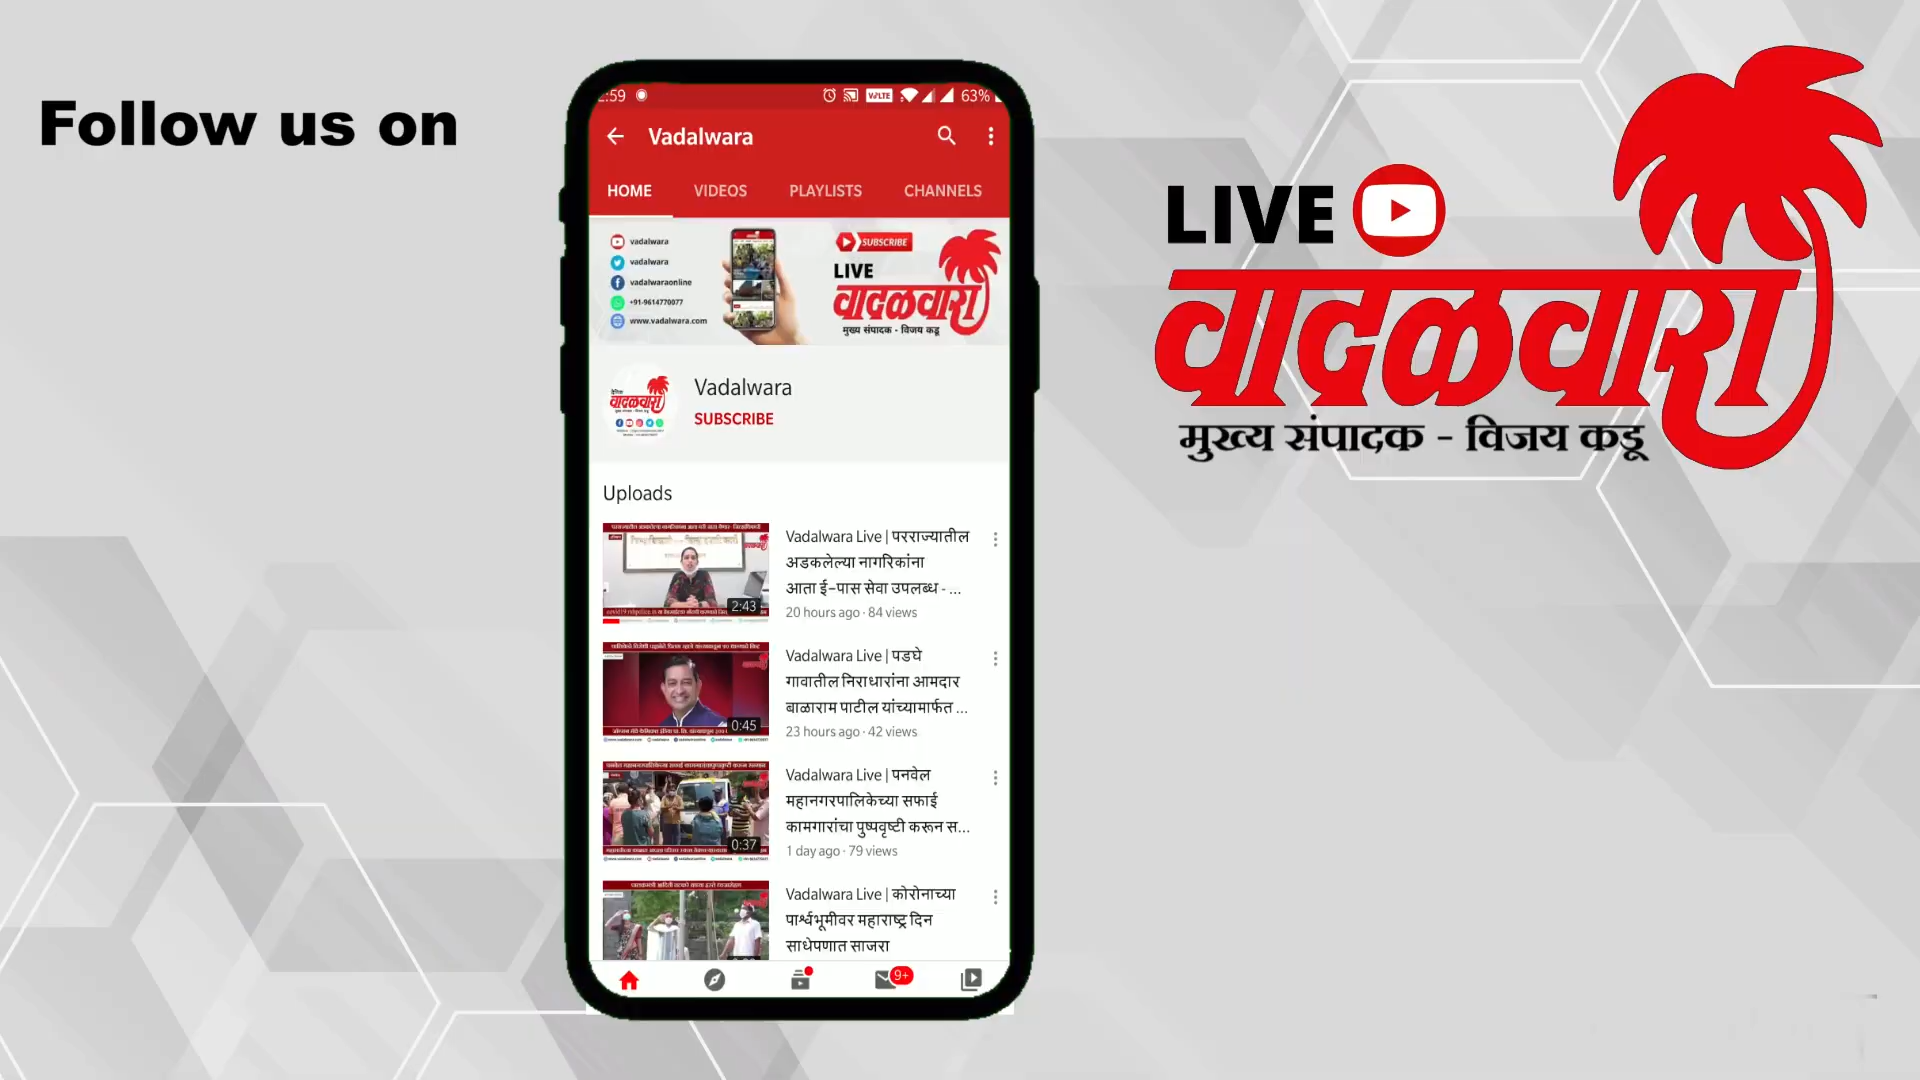 Follow us on
:59
VoLTE
63%
Vadalwara
HOME VIDEOS PLAYLISTS CHANNELS
vadalwara
vadalwara
vadalwaraonline
+91-9614770077
www.vadalwara.com
SUBSCRIBE
LIVE
वादळवारा
मुख्य संपादक - विजय कडू
वादळवारा
Vadalwara
SUBSCRIBE
Uploads
Vadalwara Live | परराज्यातील
अडकलेल्या नागरिकांना
आता ई-पास सेवा उपलब्ध - ...
20 hours ago · 84 views
2:43
Vadalwara Live | पडघे
गावातील निराधारांना आमदार
बाळाराम पाटील यांच्यामार्फत ...
23 hours ago · 42 views
0:45
Vadalwara Live | पनवेल
महानगरपालिकेच्या सफाई
कामगारांचा पुष्पवृष्टी करून स...
1 day ago · 79 views
0:37
Vadalwara Live | कोरोनाच्या
पार्श्वभूमीवर महाराष्ट्र दिन
साधेपणात साजरा
9+
LIVE
वादळवारा
मुख्य संपादक - विजय कडू